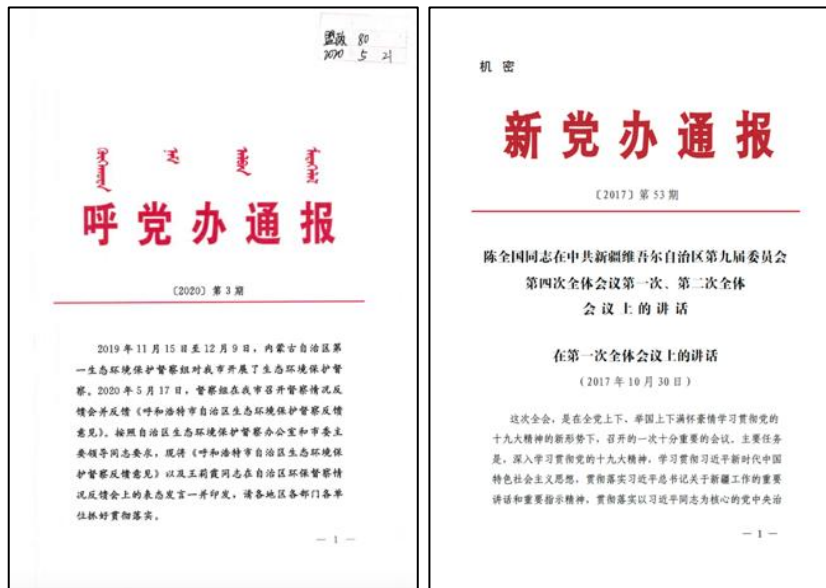 盟政 80
2020 5 21
呼党办通报
〔2020〕第 3 期
2019 年 11 月 15 日至 12 月 9 日，内蒙古自治区第
一生态环境保护督察组对我市开展了生态环境保护督
察。2020 年 5 月 17 日，督察组在我市召开督察情况反
馈会并反馈《呼和浩特市自治区生态环境保护督察反馈
意见》。按照自治区生态环境保护督察办公室和市委主
要领导同志要求，现将《呼和浩特市自治区生态环境保
护督察反馈意见》以及王莉霞同志在自治区环保督察情
况反馈会上的表态发言一并印发，请各地区各部门各单
位抓好贯彻落实。
— 1 —
机 密
新党办通报
〔2017〕第 53 期
陈全国同志在中共新疆维吾尔自治区第九届委员会
第四次全体会议第一次、第二次全体
会议上的讲话
在第一次全体会议上的讲话
（2017 年 10 月 30 日）
这次全会，是在全党上下、举国上下满怀豪情学习贯彻党的
十九大精神的新形势下，召开的一次十分重要的会议。主要任务
是，深入学习贯彻党的十九大精神，学习贯彻习近平新时代中国
特色社会主义思想，贯彻落实习近平总书记关于新疆工作的重要
讲话和重要指示精神，贯彻落实以习近平同志为核心的党中央治
— 1 —